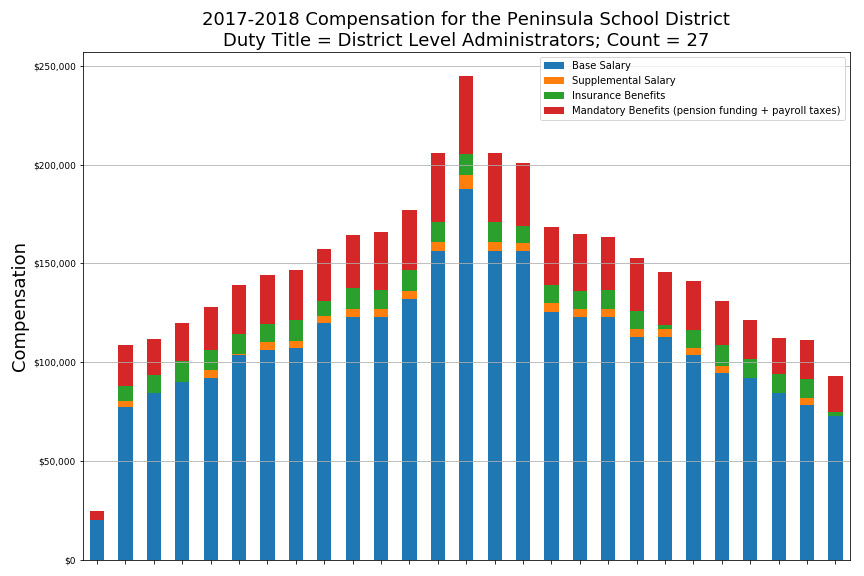 2017-2018 Compensation for the Peninsula School District
Duty Title = District Level Administrators; Count = 27
Base Salary
Supplemental Salary
Insurance Benefits
Mandatory Benefits (pension funding + payroll taxes)
Compensation
$250,000
$200,000
$150,000
$100,000
$50,000
$0